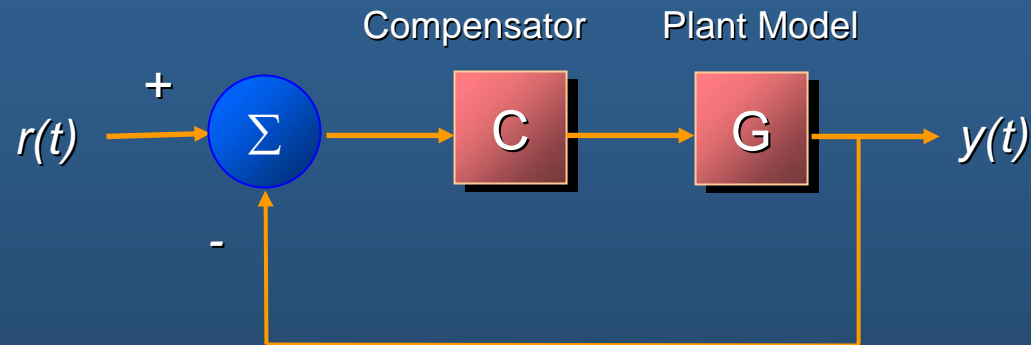 Compensator Plant Model
+
r(t) Σ C G y(t)
-